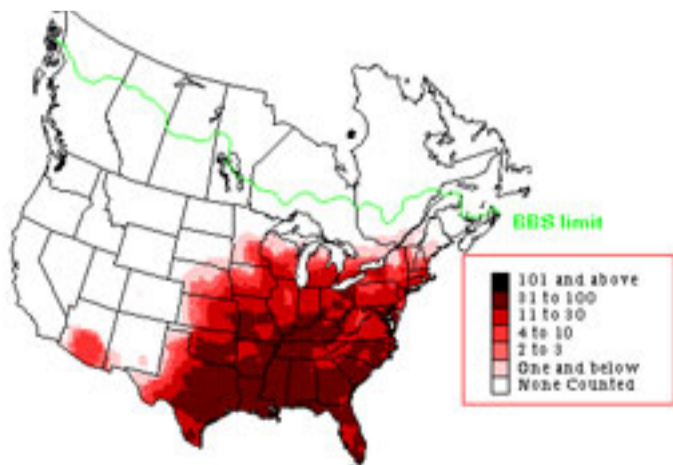 BBS limit
101 and above
31 to 100
11 to 30
4 to 10
2 to 3
One and below
None Counted